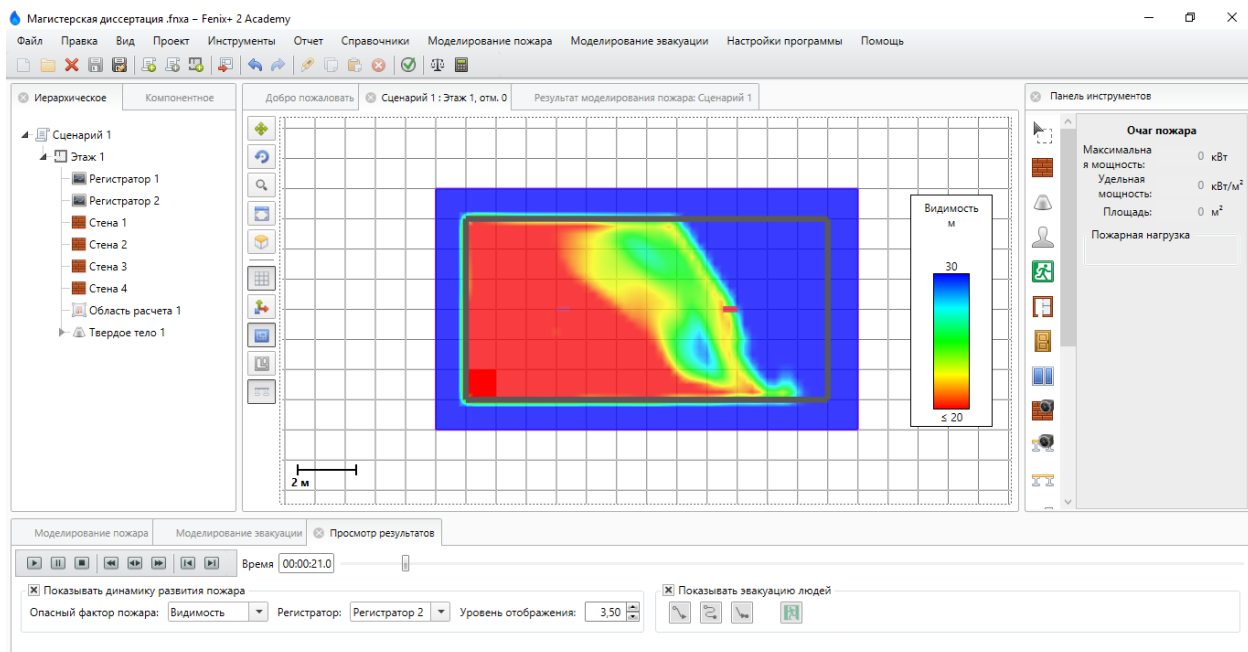 Магистерская диссертация .fnxa – Fenix+ 2 Academy
Файл Правка Вид Проект Инструменты Отчет Справочники Моделирование пожара Моделирование эвакуации Настройки программы Помощь
Иерархическое Компонентное
Добро пожаловать Сценарий 1 : Этаж 1, отм. 0 Результат моделирования пожара: Сценарий 1
Панель инструментов
Сценарий 1
Этаж 1
Регистратор 1
Регистратор 2
Стена 1
Стена 2
Стена 3
Стена 4
Область расчета 1
Твердое тело 1
Видимость
м
30
≤ 20
2 м
Очаг пожара
Максимальна
я мощность:
0 кВт
Удельная
мощность:
0 кВт/м²
Площадь: 0 м²
Пожарная нагрузка
Моделирование пожара Моделирование эвакуации Просмотр результатов
Время 00:00:21.0
Показывать динамику развития пожара
Опасный фактор пожара: Видимость Регистратор: Регистратор 2 Уровень отображения: 3,50
Показывать эвакуацию людей